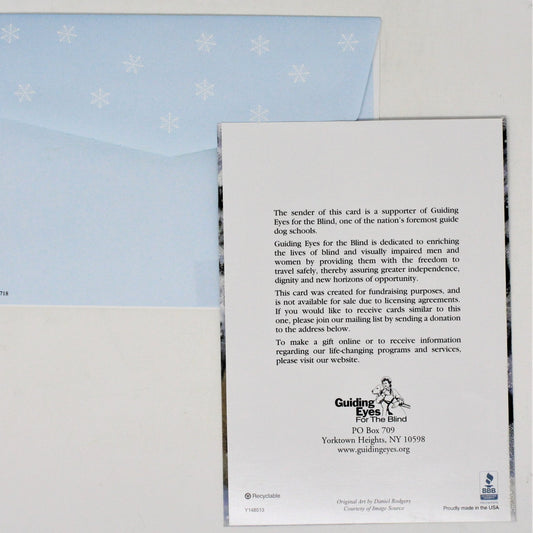 The sender of this card is a supporter of Guiding
Eyes for the Blind, one of the nation's foremost guide
dog schools.
Guiding Eyes for the Blind is dedicated to enriching
the lives of blind and visually impaired men and
women by providing them with the freedom to
travel safely, thereby assuring greater independence,
dignity and new horizons of opportunity.
This card was created for fundraising purposes, and
is not available for sale due to licensing agreements.
If you would like to receive cards similar to this
one, please join our mailing list by sending a donation
to the address below.
To make a gift online or to receive information
regarding our life-changing programs and services,
please visit our website.
Guiding
Eyes
For The Blind
PO Box 709
Yorktown Heights, NY 10598
www.guidingeyes.org
718
Recyclable
Y148513
Original Art by Daniel Rodgers
Courtesy of Image Source
BBB
Proudly made in the USA